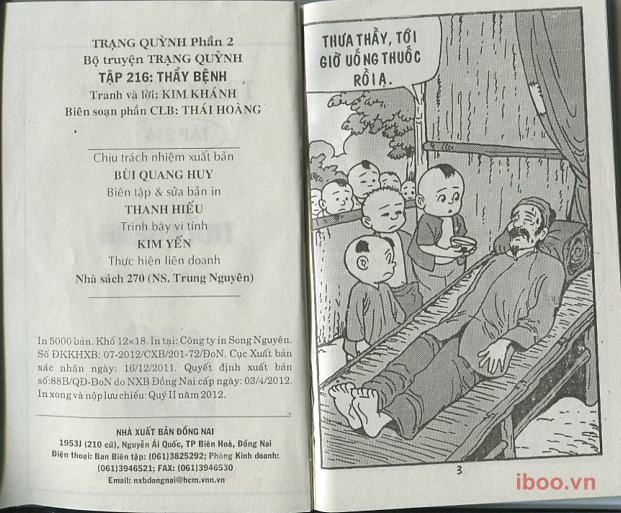 TRẠNG QUỲNH Phần 2
Bộ truyện TRẠNG QUỲNH
TẬP 216: THẦY BỆNH
Tranh và lời: KIM KHÁNH
Biên soạn phần CLB: THÁI HOÀNG
Chịu trách nhiệm xuất bản
BÙI QUANG HUY
Biên tập & sửa bản in
THANH HIẾU
Trình bày vi tính
KIM YẾN
Thực hiện liên doanh
Nhà sách 270 (NS. Trung Nguyên)
In 5000 bản. Khổ 12×18. In tại: Công ty in Song Nguyên.
Số ĐKKHXB: 07-2012/CXB/201-72/ĐoN. Cục Xuất bản
xác nhận ngày: 16/12/2011. Quyết định xuất bản
số:88B/QĐ-ĐoN do NXB Đồng Nai cấp ngày: 03/4/2012.
In xong và nộp lưu chiểu: Quý II năm 2012.
NHÀ XUẤT BẢN ĐỒNG NAI
1953J (210 cũ), Nguyễn Ái Quốc, TP Biên Hoà, Đồng Nai
Điện thoại: Ban Biên tập: (061)3825292; Phòng Kinh doanh:
(061)3946521; FAX: (061)3946530
Email: nxbdongnai@hcm.vnn.vn
THƯA THẦY, TỚI
GIỜ UỐNG THUỐC
RỒI Ạ.
3
iboo.vn